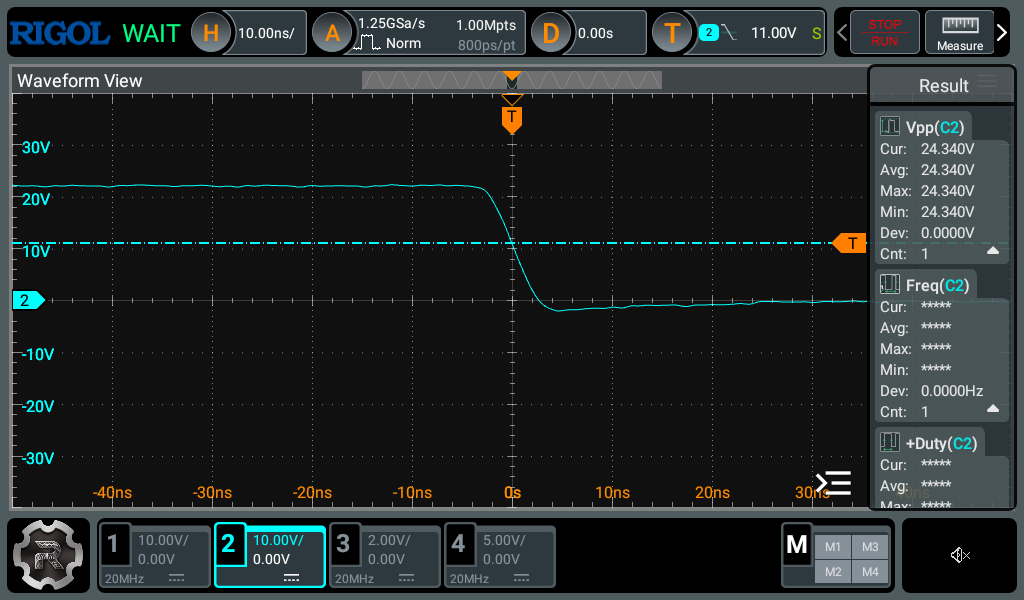 RIGOL WAIT H 10.00ns/ A 1.25GSa/s 1.00Mpts D 0.00s T 2 11.00V S STOP
Norm 800ps/pt RUN Measure
Waveform View
Result
T
30V
20V
10V
T
2
-10V
-20V
-30V
-40ns -30ns -20ns -10ns 0s 10ns 20ns 30ns 40ns
Vpp(C2)
Cur: 24.340V
Avg: 24.340V
Max: 24.340V
Min: 24.340V
Dev: 0.0000V
Cnt: 1
Freq(C2)
Cur: *****
Avg: *****
Max: *****
Min: *****
Dev: 0.0000Hz
Cnt: 1
+Duty(C2)
Cur: *****
Avg: *****
Max: *****
1 10.00V/ 2 10.00V/ 3 2.00V/ 4 5.00V/ M M1 M3
0.00V 0.00V 0.00V 0.00V M2 M4
20MHz 20MHz 20MHz